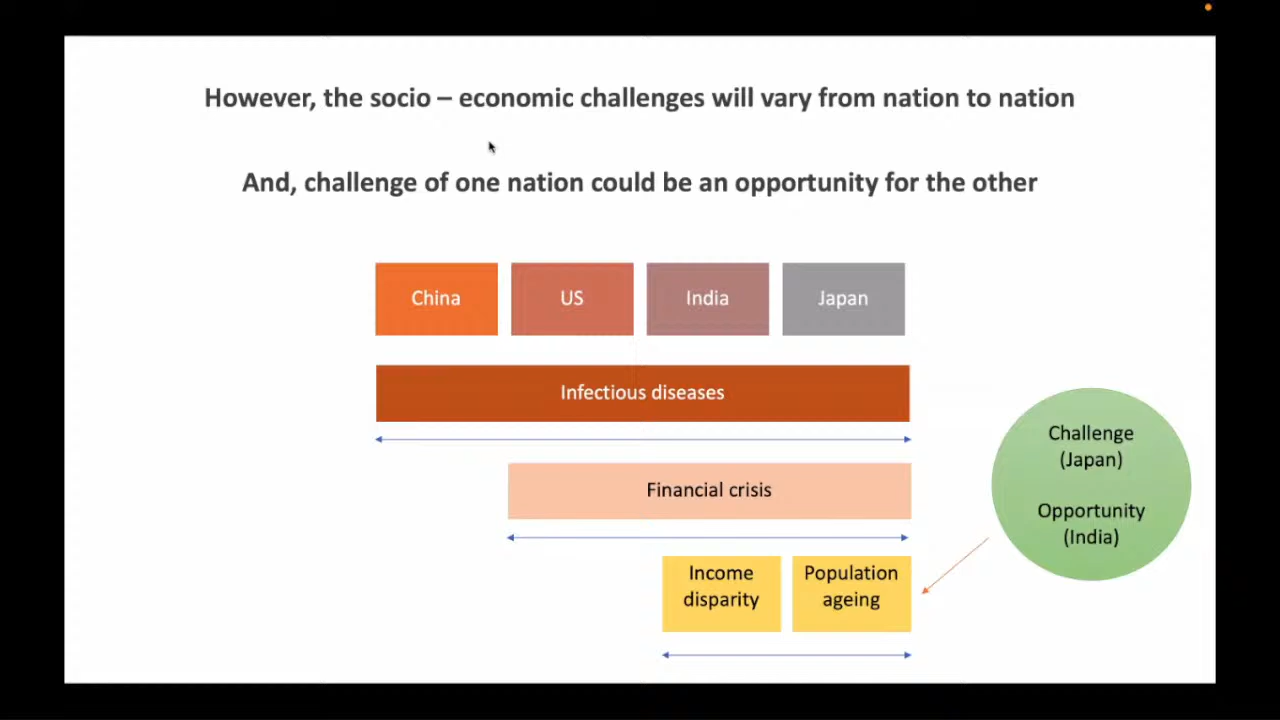 However, the socio – economic challenges will vary from nation to nation
And, challenge of one nation could be an opportunity for the other
China
US
India
Japan
Infectious diseases
Financial crisis
Income
disparity
Population
ageing
Challenge
(Japan)
Opportunity
(India)